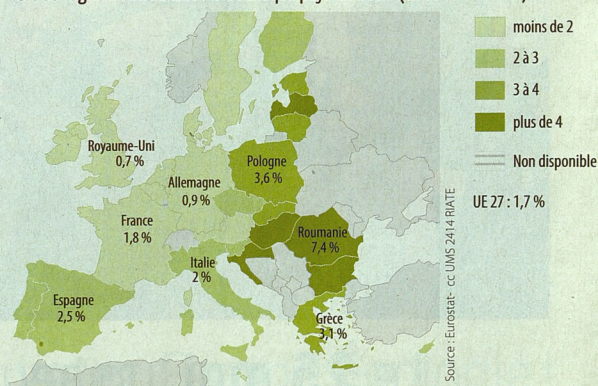 moins de 2
2 à 3
3 à 4
plus de 4
Non disponible
UE 27 : 1,7 %
Royaume-Uni
0,7 %
Pologne
3,6 %
Allemagne
0,9 %
France
1,8 %
Roumanie
7,4 %
Italie
2 %
Espagne
2,5 %
Grèce
3,1 %
Source : Eurostat- cc UMS 2414 RIATE